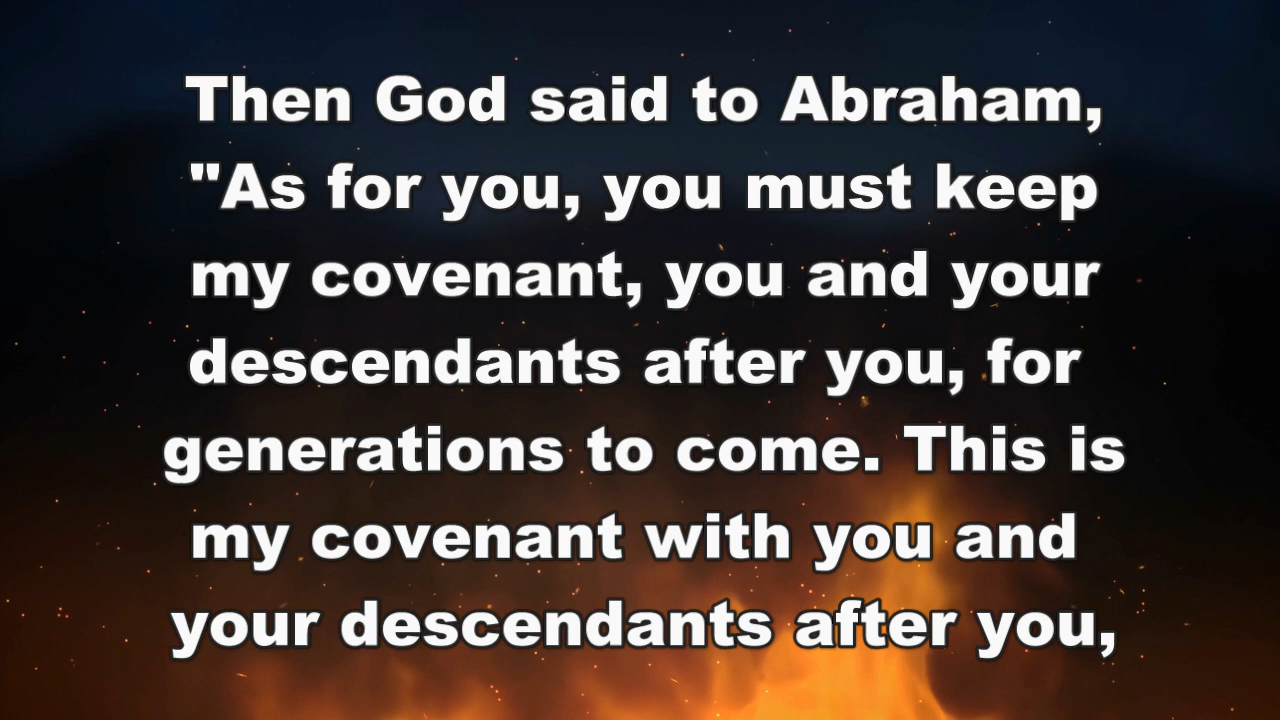 Then God said to Abraham,
"As for you, you must keep
my covenant, you and your
descendants after you, for
generations to come. This is
my covenant with you and
your descendants after you,